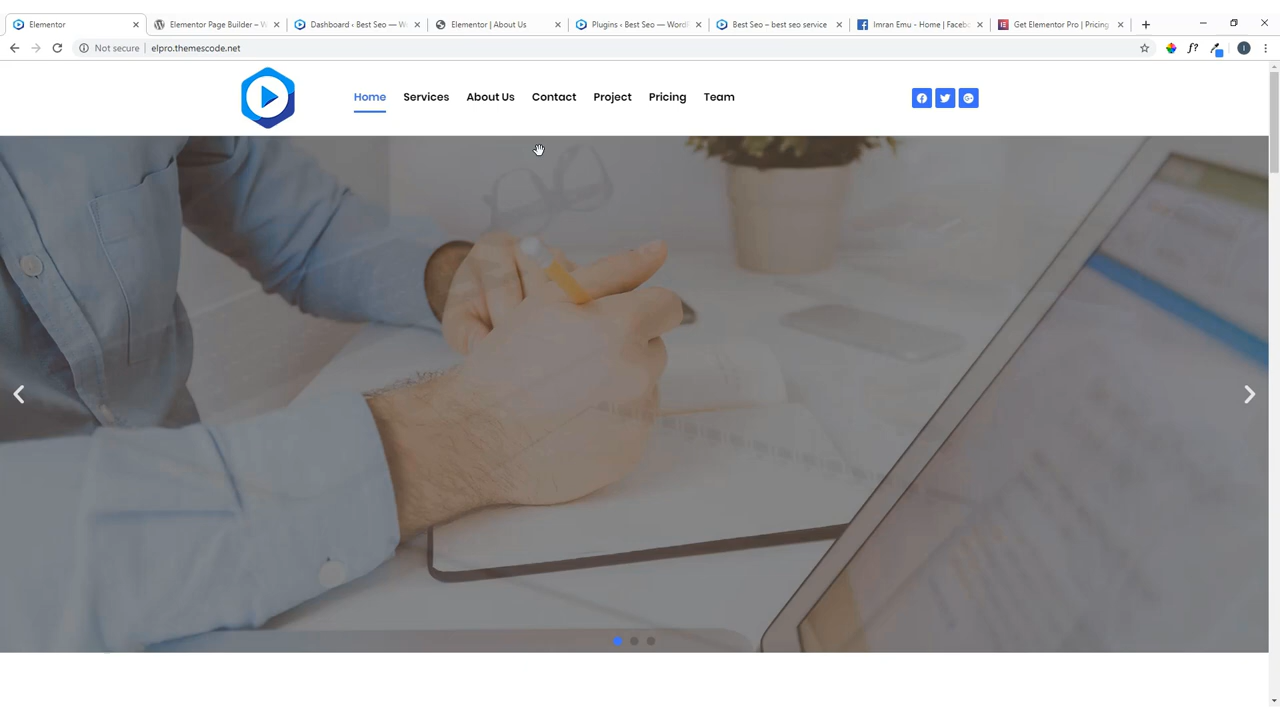 Elementor
Elementor Page Builder – W
Dashboard ‹ Best Seo — Wo
Elementor | About Us
Plugins ‹ Best Seo — WordP
Best Seo – best seo service
Imran Emu - Home | Faceb
Get Elementor Pro | Pricing
Not secure
elpro.themescode.net
f?
I
Home
Services
About Us
Contact
Project
Pricing
Team